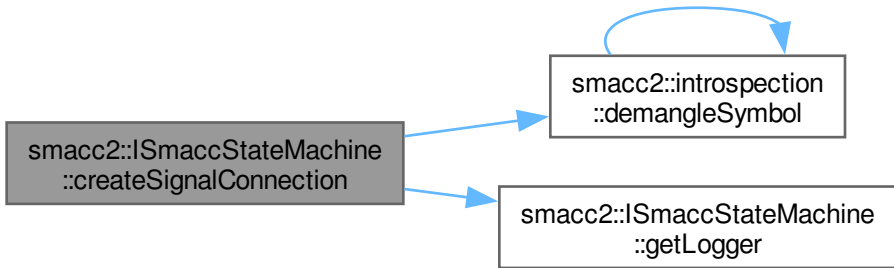 smacc2::ISmaccStateMachine
::createSignalConnection
smacc2::introspection
::demangleSymbol
smacc2::ISmaccStateMachine
::getLogger